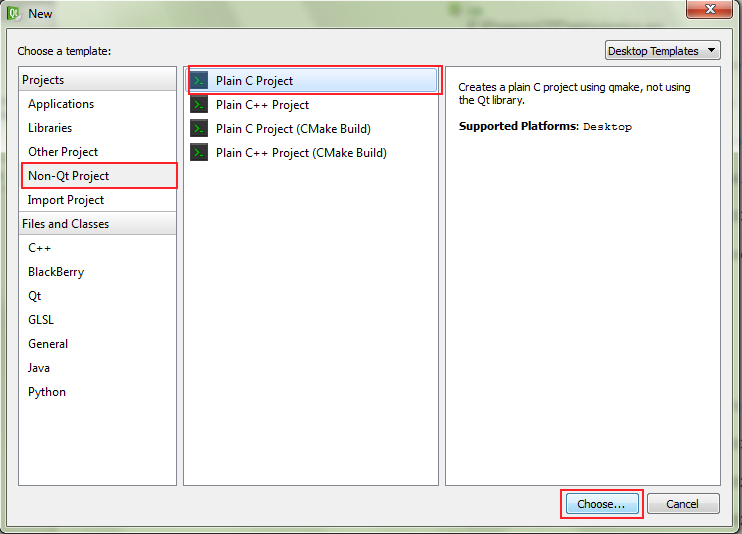 New
Choose a template:
Desktop Templates
Projects
Applications
Libraries
Other Project
Non-Qt Project
Import Project
Files and Classes
C++
BlackBerry
Qt
GLSL
General
Java
Python
Plain C Project
Plain C++ Project
Plain C Project (CMake Build)
Plain C++ Project (CMake Build)
Creates a plain C project using qmake, not using
the Qt library.
Supported Platforms: Desktop
Choose...
Cancel